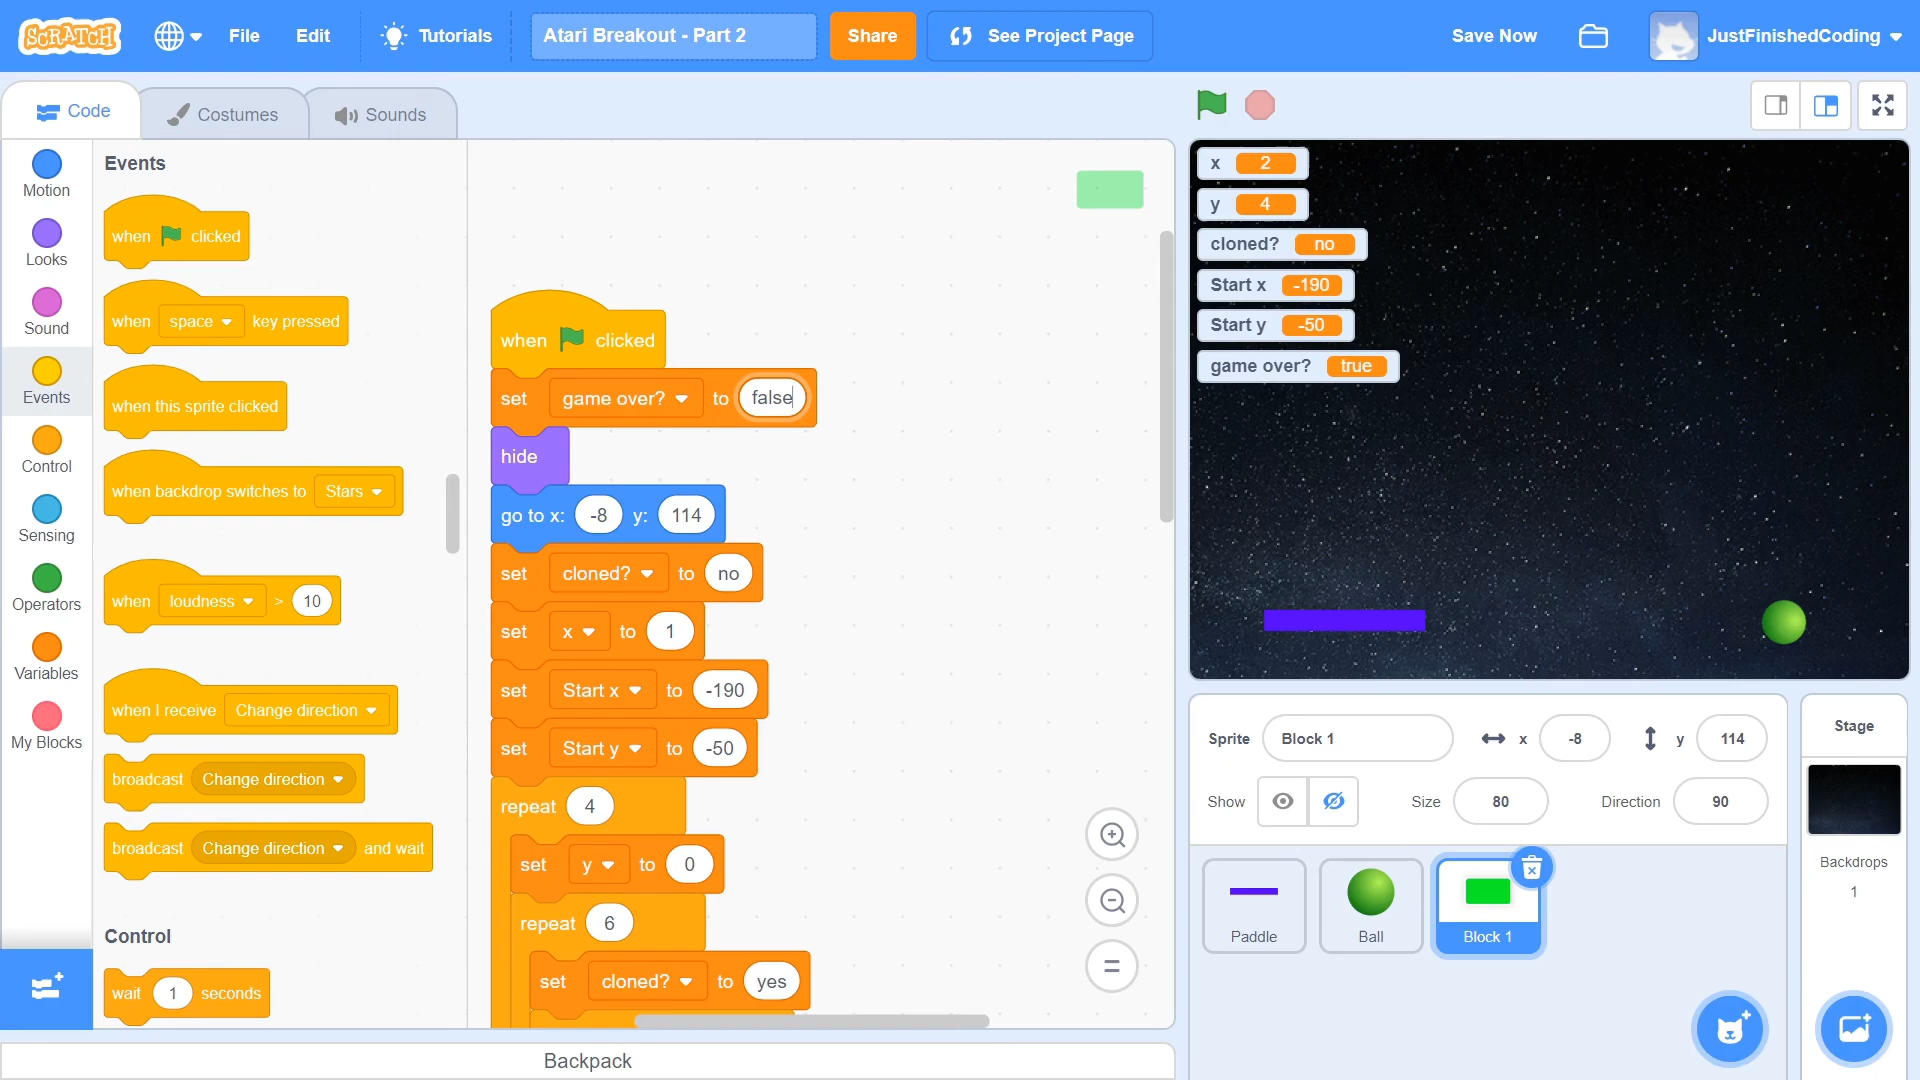 SCRATCH
File
Edit
Tutorials
Atari Breakout - Part 2
Share
See Project Page
Save Now
JustFinishedCoding
Code
Costumes
Sounds
Motion
Looks
Sound
Events
Control
Sensing
Operators
Variables
My Blocks
Events
when clicked
when space key pressed
when this sprite clicked
when backdrop switches to Stars
when loudness > 10
when I receive Change direction
broadcast Change direction
broadcast Change direction and wait
Control
wait 1 seconds
when clicked
set game over? to false
hide
go to x: -8 y: 114
set cloned? to no
set x to 1
set Start x to -190
set Start y to -50
repeat 4
set y to 0
repeat 6
set cloned? to yes
Backpack
x 2
y 4
cloned? no
Start x -190
Start y -50
game over? true
Sprite Block 1 x -8 y 114
Show Size 80 Direction 90
Paddle
Ball
Block 1
Stage
Backdrops
1